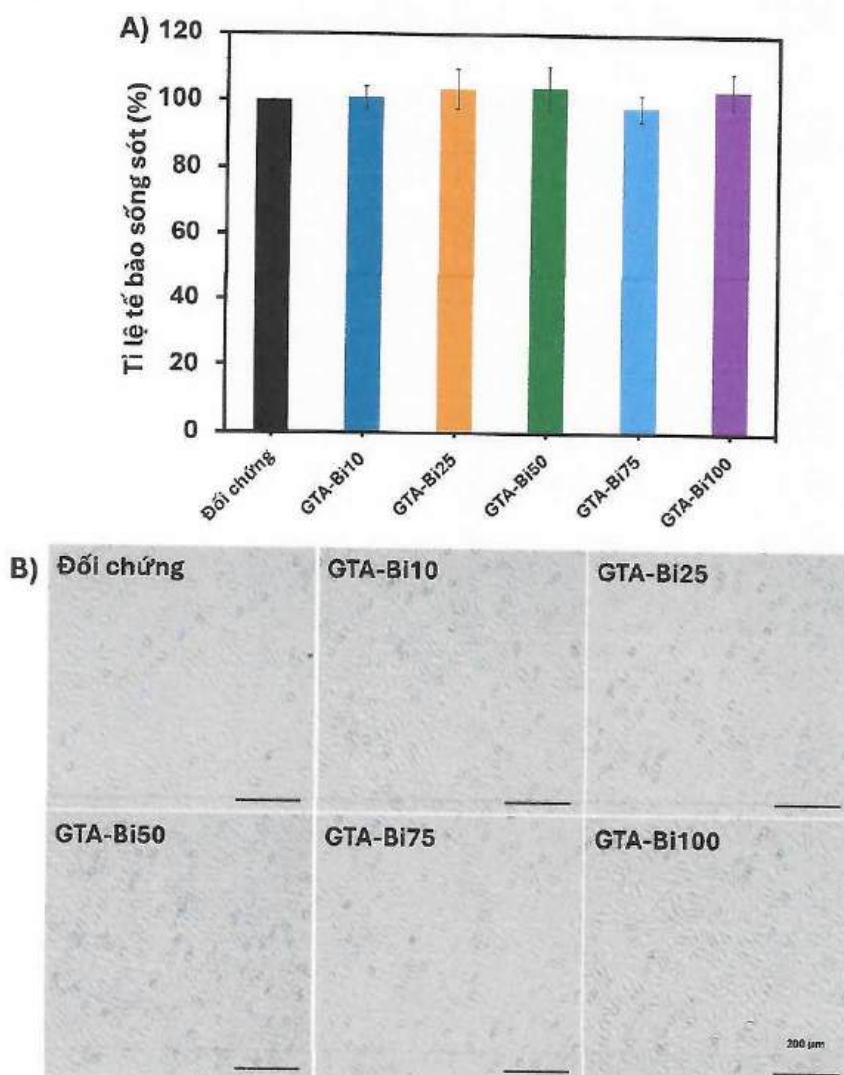 A)
Tỉ lệ tế bào sống sót (%)
120
100
80
60
40
20
0
Đối chứng
GTA-Bi10
GTA-Bi25
GTA-Bi50
GTA-Bi75
GTA-Bi100
B)
Đối chứng
GTA-Bi10
GTA-Bi25
GTA-Bi50
GTA-Bi75
GTA-Bi100
200 µm